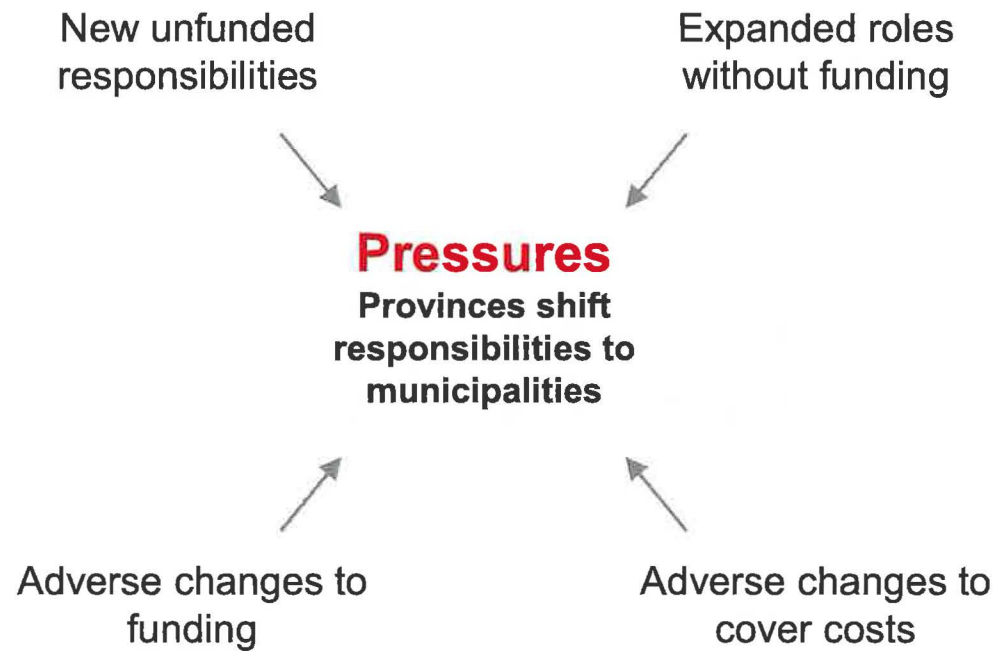 New unfunded
responsibilities
Expanded roles
without funding
Pressures
Provinces shift
responsibilities to
municipalities
Adverse changes to
funding
Adverse changes to
cover costs